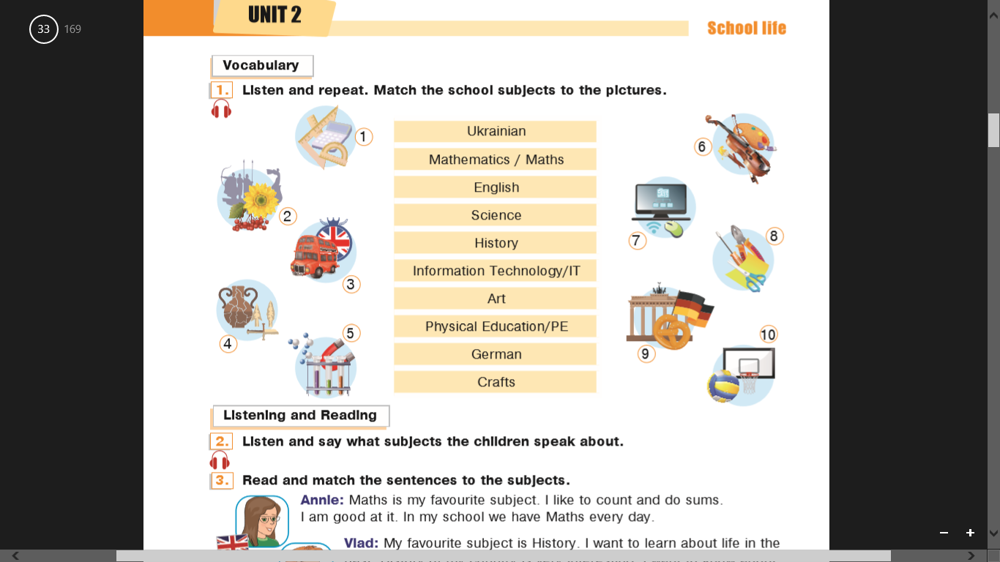 33 169
UNIT 2
School life
Vocabulary
1. Listen and repeat. Match the school subjects to the pictures.
1
2
3
4
5
Ukrainian
Mathematics / Maths
English
Science
History
Information Technology/IT
Art
Physical Education/PE
German
Crafts
6
7
8
9
10
Listening and Reading
2. Listen and say what subjects the children speak about.
3. Read and match the sentences to the subjects.
Annie: Maths is my favourite subject. I like to count and do sums.
I am good at it. In my school we have Maths every day.
Vlad: My favourite subject is History. I want to learn about life in the